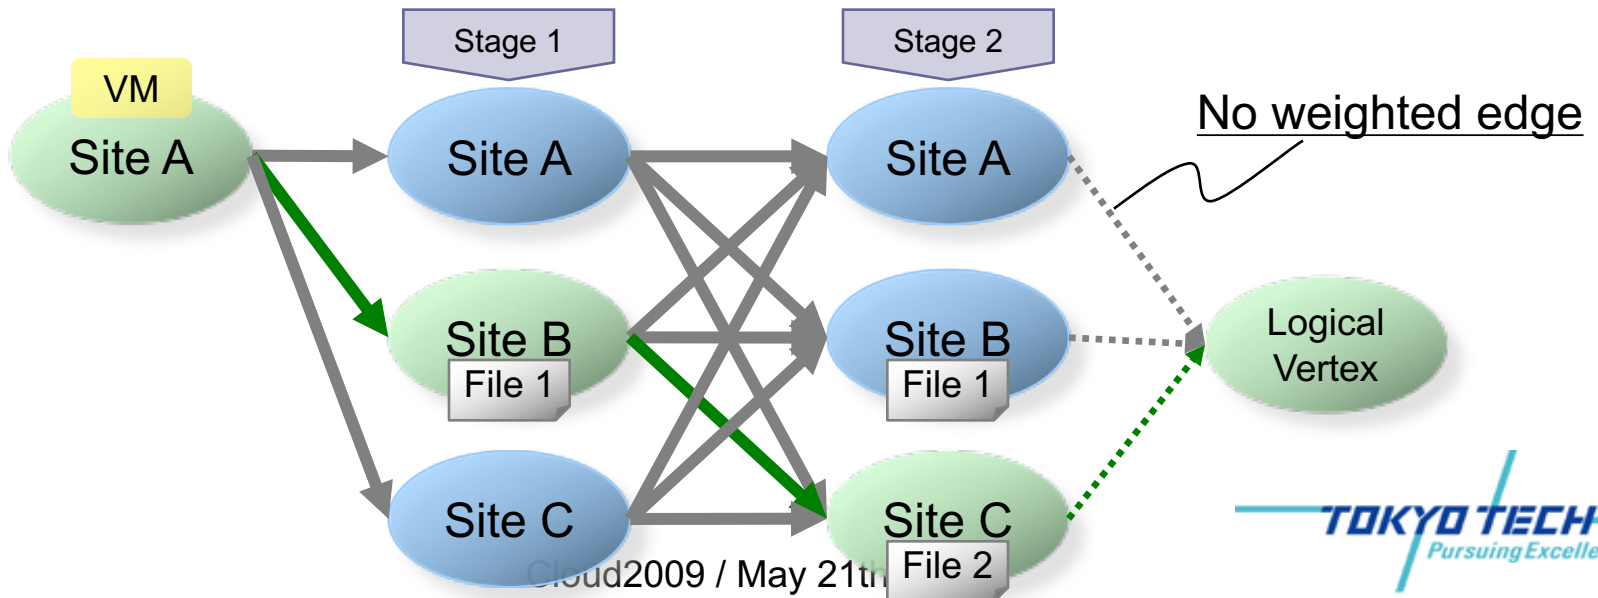 Stage 1
Stage 2
VM
Site A
Site A
Site A
No weighted edge
Site B
File 1
Site B
File 1
Logical
Vertex
Site C
Site C
File 2
Cloud2009 / May 21th
TOKYO TECH